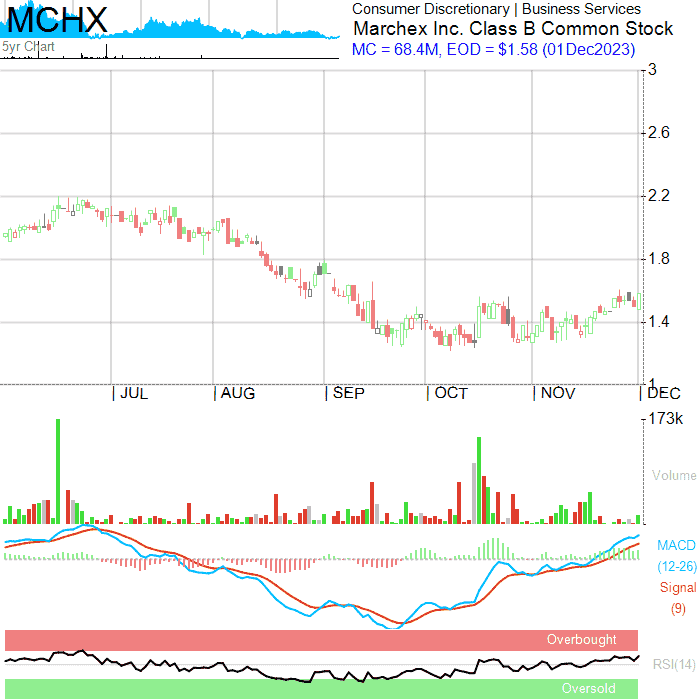 MCHX
Consumer Discretionary | Business Services
Marchex Inc. Class B Common Stock
5yr Chart
MC = 68.4M, EOD = $1.58 (01Dec2023)
3
2.6
2.2
1.8
1.4
1
JUL AUG SEP OCT NOV DEC
173k
Volume
MACD
(12-26)
Signal
(9)
Overbought
RSI(14)
Oversold